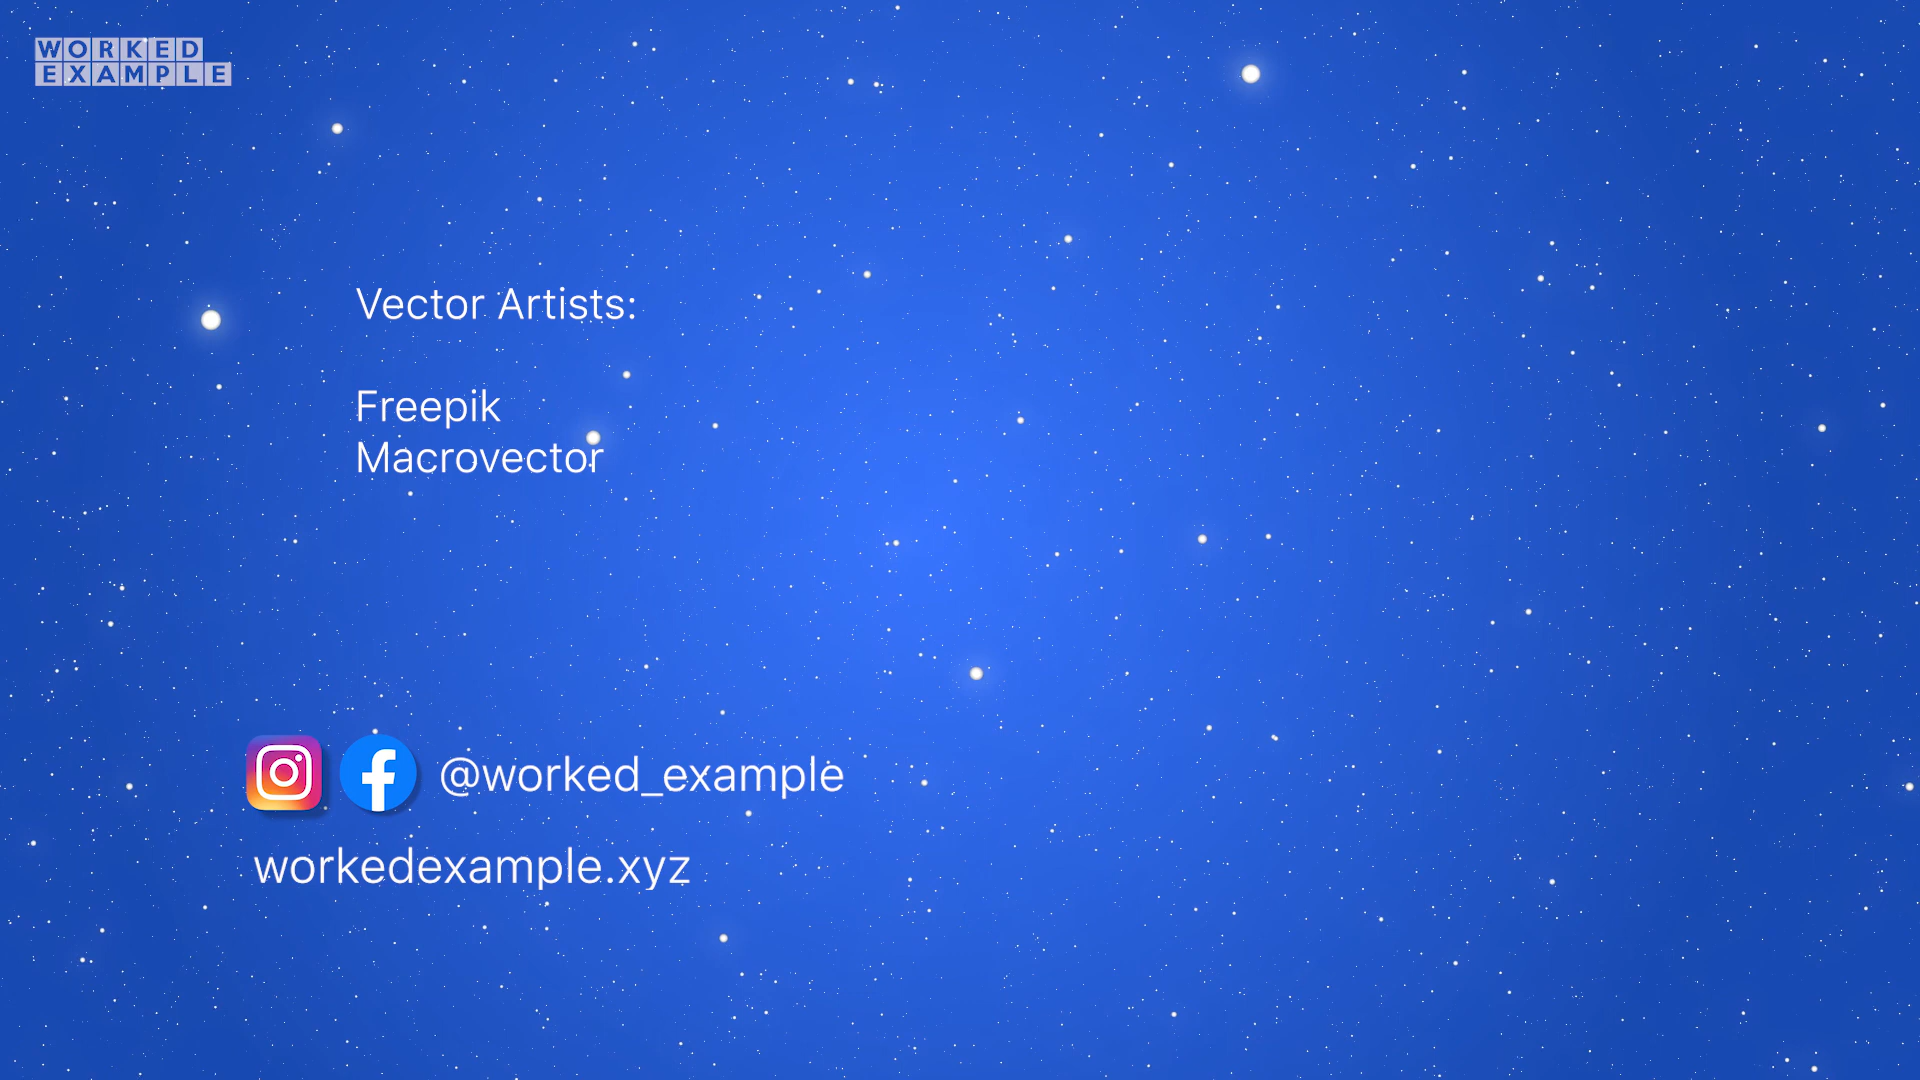 WORKED
EXAMPLE
Vector Artists:
Freepik
Macrovector
@worked_example
workedexample.xyz